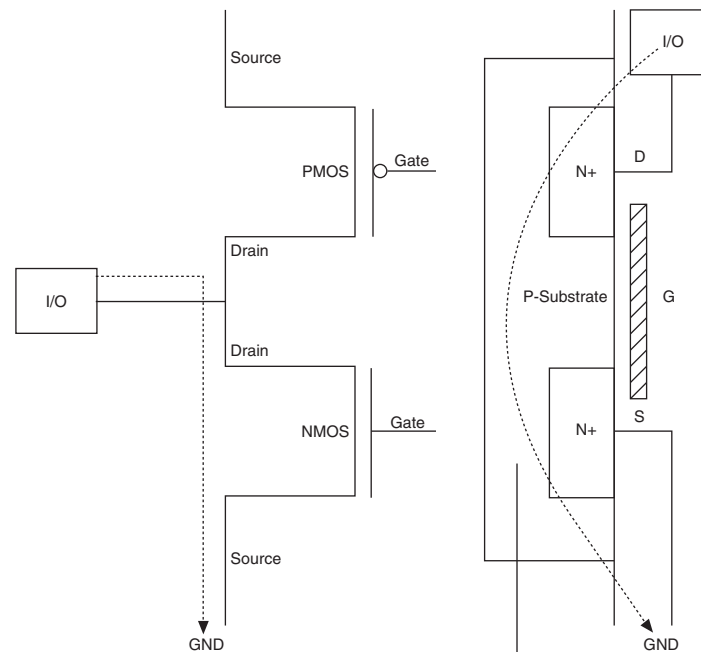 Source
PMOS
Gate
Drain
I/O
Drain
NMOS
Gate
Source
GND
I/O
N+
D
P-Substrate
G
N+
S
GND